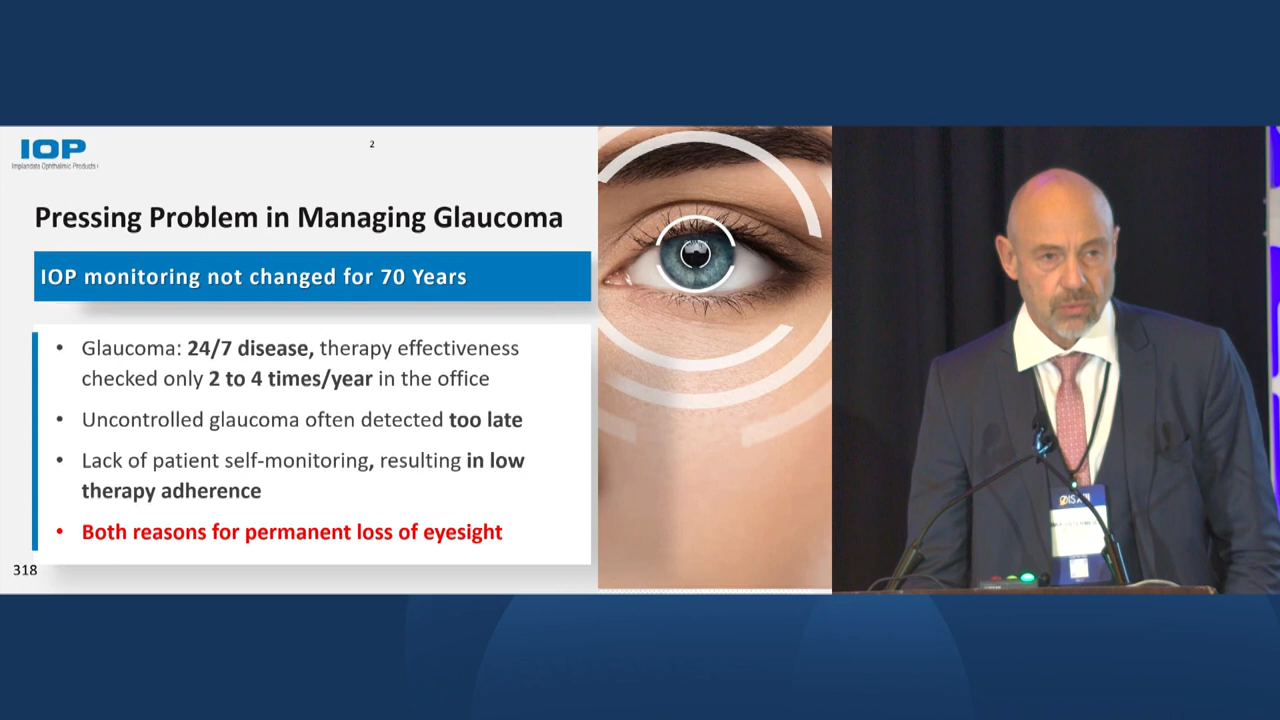 IOP
Implandata Ophthalmic Products
2
Pressing Problem in Managing Glaucoma
IOP monitoring not changed for 70 Years
• Glaucoma: 24/7 disease, therapy effectiveness
checked only 2 to 4 times/year in the office
• Uncontrolled glaucoma often detected too late
• Lack of patient self-monitoring, resulting in low
therapy adherence
• Both reasons for permanent loss of eyesight
318
OIS XIII